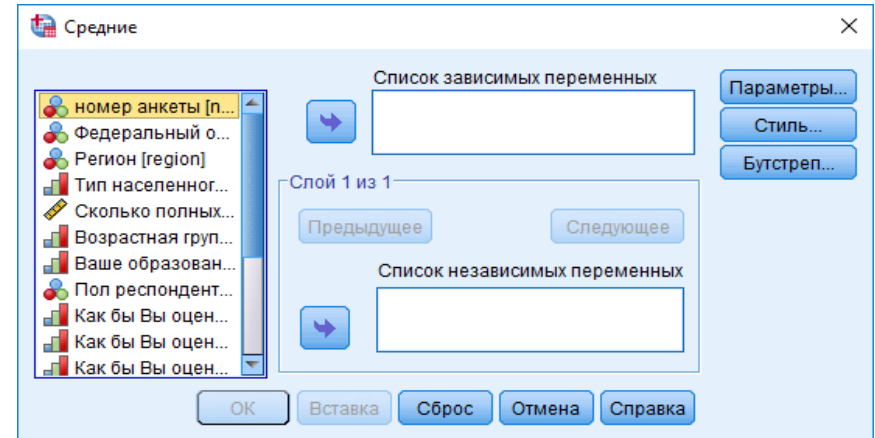 Средние
Список зависимых переменных
Параметры...
Стиль...
Бутстреп...
номер анкеты [n...
Федеральный о...
Регион [region]
Тип населенног...
Сколько полных...
Возрастная груп...
Ваше образован...
Пол респондент...
Как бы Вы оцен...
Как бы Вы оцен...
Как бы Вы оцен...
Слой 1 из 1
Предыдущее
Следующее
Список независимых переменных
ОК
Вставка
Сброс
Отмена
Справка